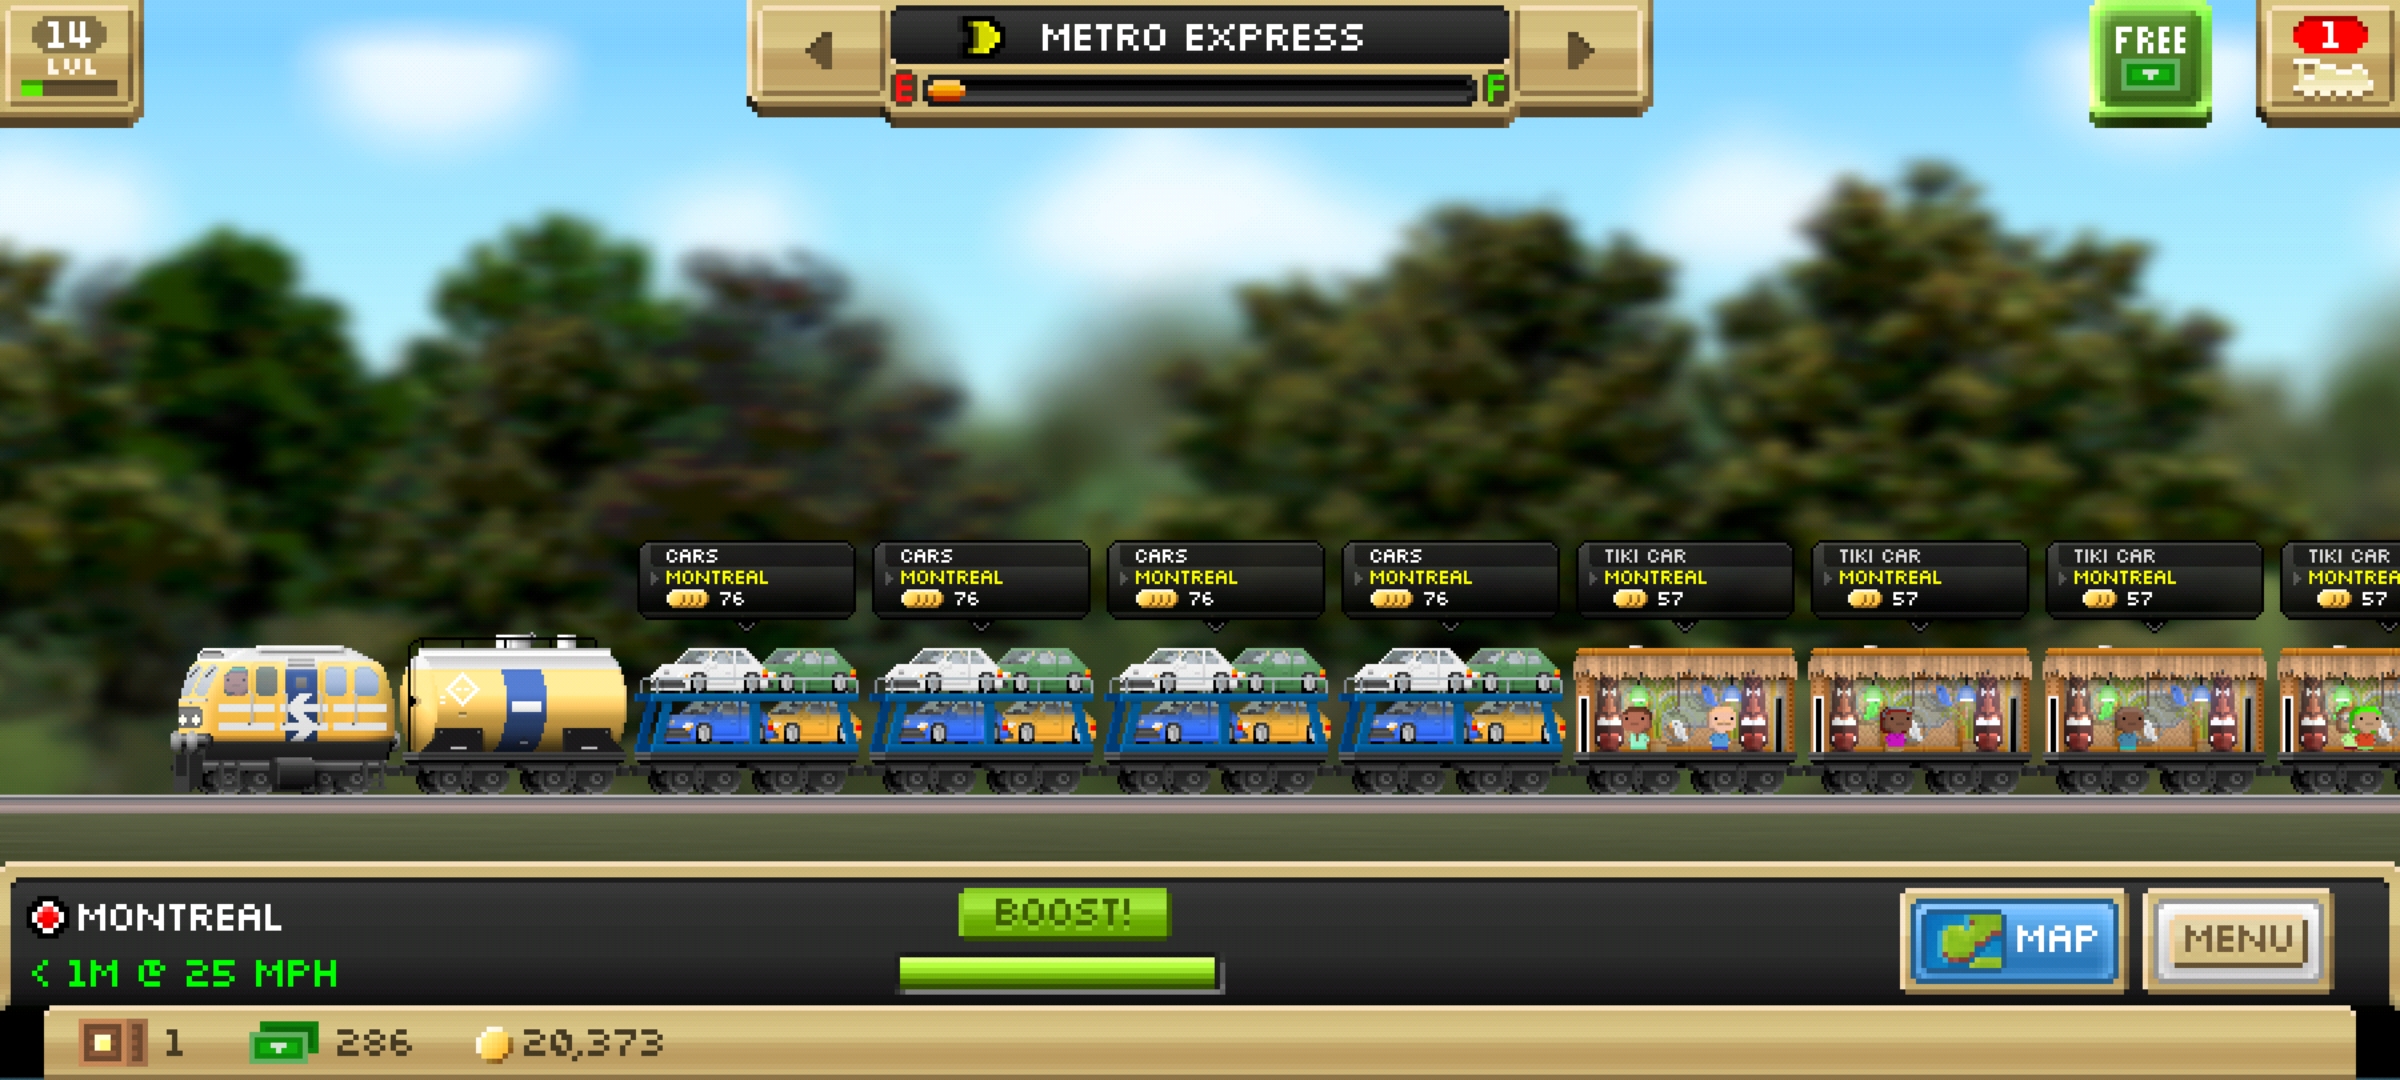 14
LVL
METRO EXPRESS
E F
FREE
1
CARS
MONTREAL
76
CARS
MONTREAL
76
CARS
MONTREAL
76
CARS
MONTREAL
76
TIKI CAR
MONTREAL
57
TIKI CAR
MONTREAL
57
TIKI CAR
MONTREAL
57
TIKI CAR
MONTREA
57
MONTREAL
< 1M @ 25 MPH
BOOST!
MAP
MENU
1
286
20,373